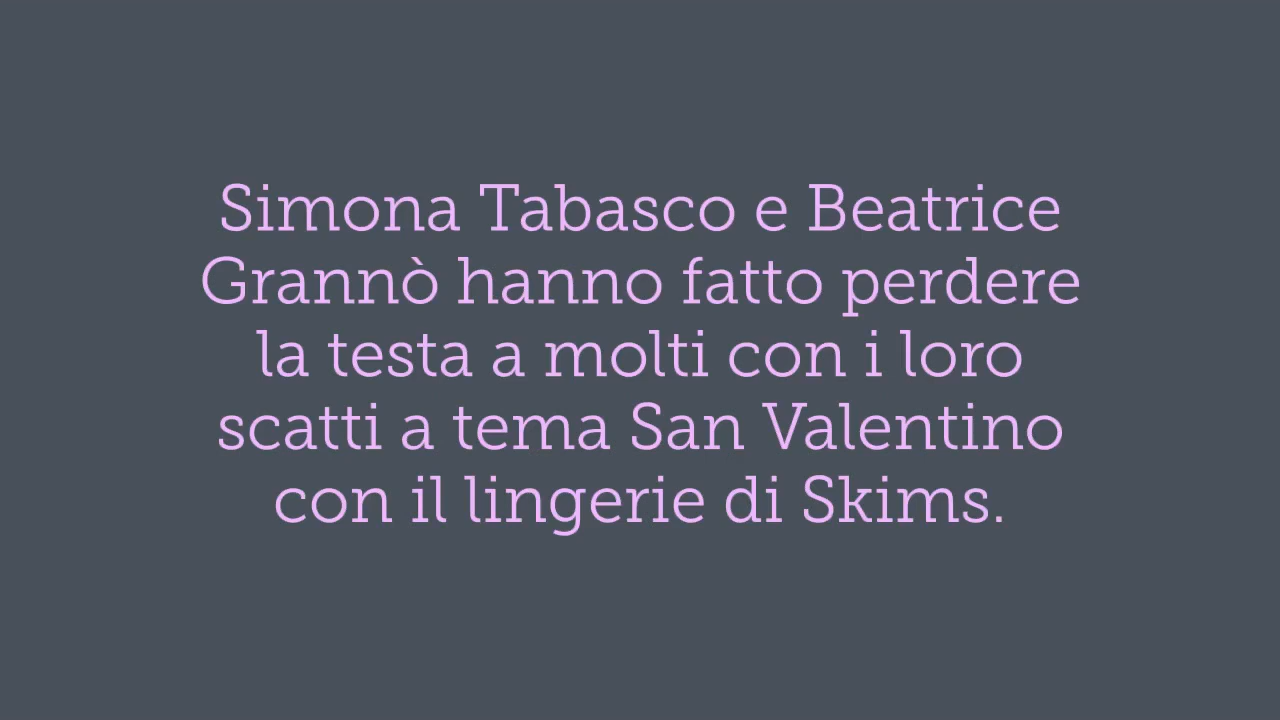 Simona Tabasco e Beatrice
Grannò hanno fatto perdere
la testa a molti con i loro
scatti a tema San Valentino
con il lingerie di Skims.